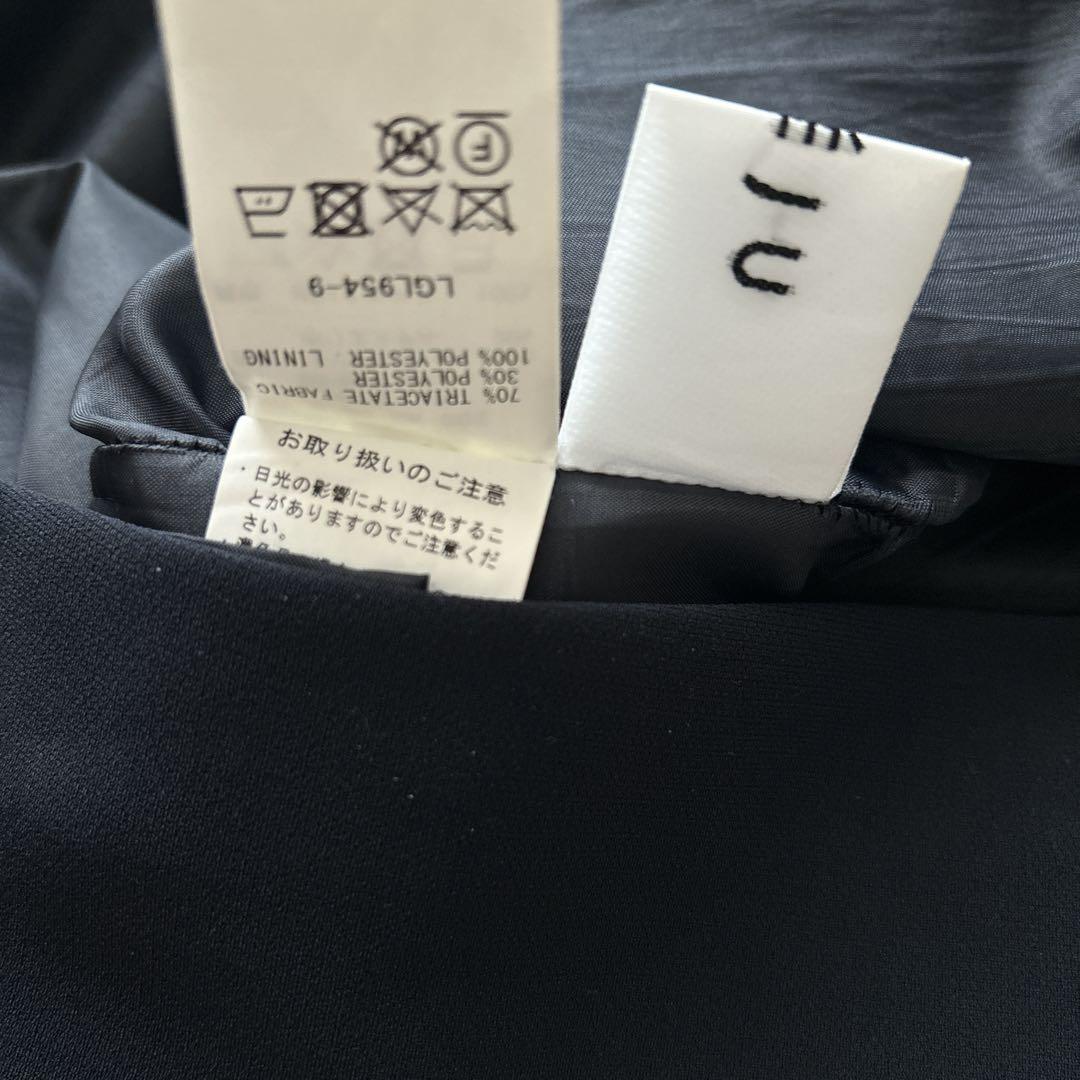 70% TRIACETATE FABRIC
30% POLYESTER
100% POLYESTER LINING
LGL954-9
F
W
お取り扱いのご注意
・日光の影響により変色するこ
とがありますのでご注意くだ
さい。